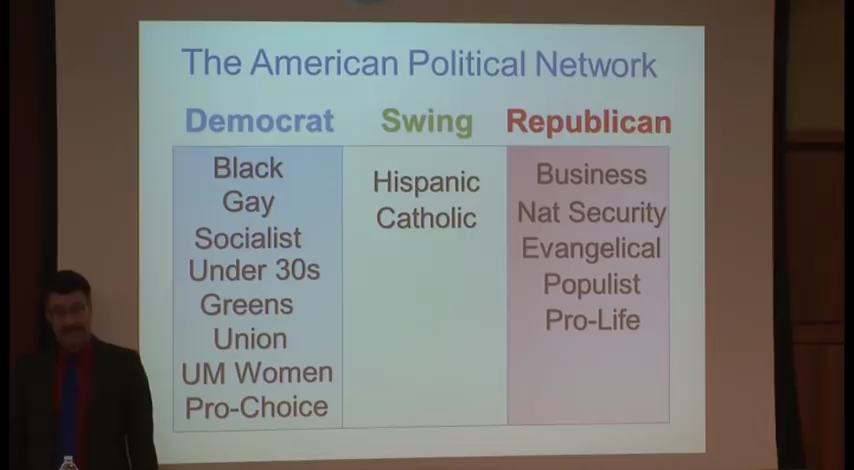 The American Political Network
Democrat Swing Republican
Black
Gay
Socialist
Under 30s
Greens
Union
UM Women
Pro-Choice
Hispanic
Catholic
Business
Nat Security
Evangelical
Populist
Pro-Life